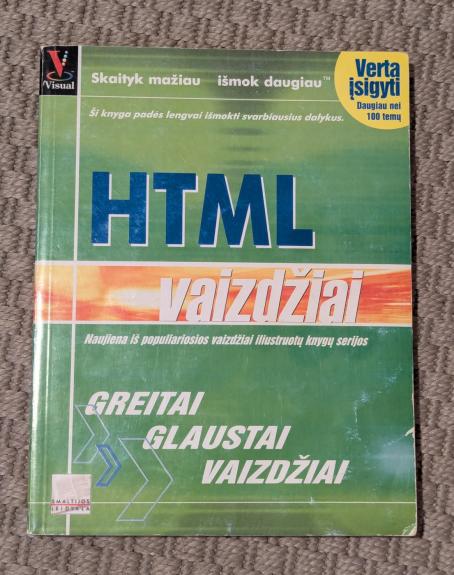 Visual
Skaityk mažiau išmok daugiau™
Verta
įsigyti
Daugiau nei
100 temų
Ši knyga padės lengvai išmokti svarbiausius dalykus.
HTML
vaizdžiai
Naujiena iš populiariosios vaizdžiai illiustruotų knygų serijos
GREITAI
GLAUSTAI
VAIZDŽIAI
SMALTIJOS
LEIDYKLA